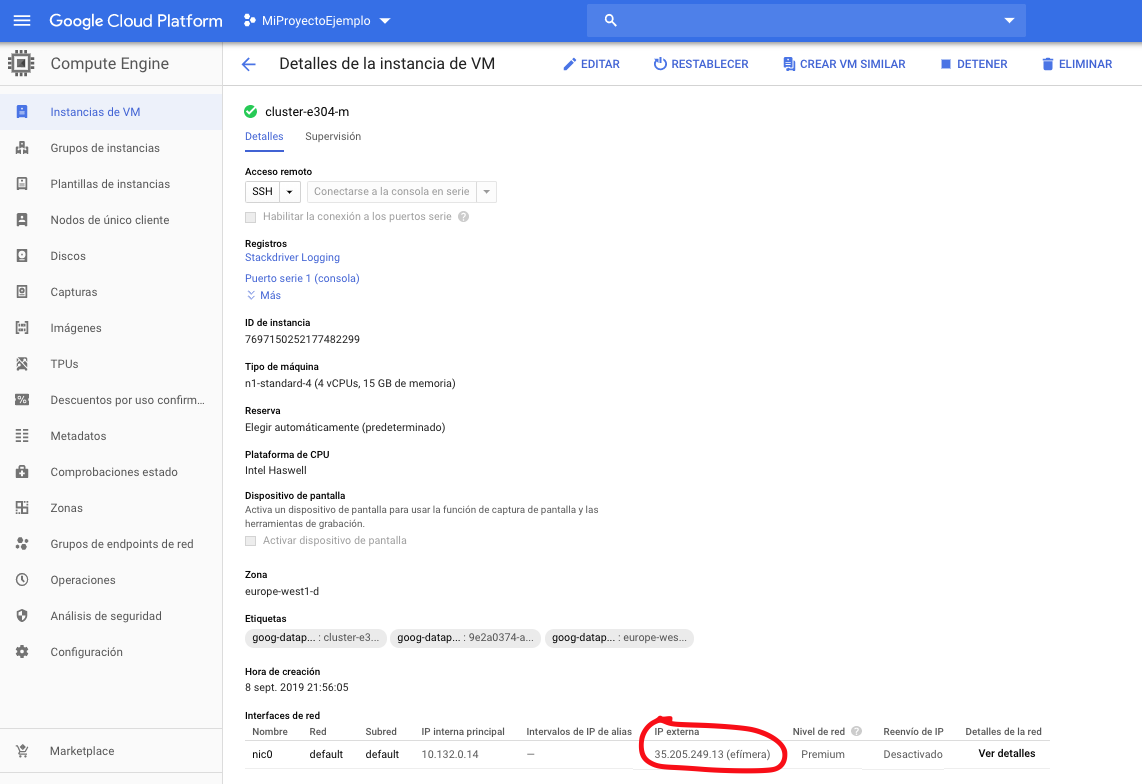 Google Cloud Platform MiProyectoEjemplo
Compute Engine
Detalles de la instancia de VM EDITAR RESTABLECER CREAR VM SIMILAR DETENER ELIMINAR
Instancias de VM
Grupos de instancias
Plantillas de instancias
Nodos de único cliente
Discos
Capturas
Imágenes
TPUs
Descuentos por uso confirm...
Metadatos
Comprobaciones estado
Zonas
Grupos de endpoints de red
Operaciones
Análisis de seguridad
Configuración
Marketplace
cluster-e304-m
Detalles Supervisión
Acceso remoto
SSH Conectarse a la consola en serie
Habilitar la conexión a los puertos serie ?
Registros
Stackdriver Logging
Puerto serie 1 (consola)
Más
ID de instancia
7697150252177482299
Tipo de máquina
n1-standard-4 (4 vCPUs, 15 GB de memoria)
Reserva
Elegir automáticamente (predeterminado)
Plataforma de CPU
Intel Haswell
Dispositivo de pantalla
Activa un dispositivo de pantalla para usar la función de captura de pantalla y las
herramientas de grabación.
Activar dispositivo de pantalla
Zona
europe-west1-d
Etiquetas
goog-datap... : cluster-e3... goog-datap... : 9e2a0374-a... goog-datap... : europe-wes...
Hora de creación
8 sept. 2019 21:56:05
Interfaces de red
Nombre Red Subred IP interna principal Intervalos de IP de alias IP externa Nivel de red ? Reenvío de IP Detalles de la red
nic0 default default 10.132.0.14 — 35.205.249.13 (efímera) Premium Desactivado Ver detalles